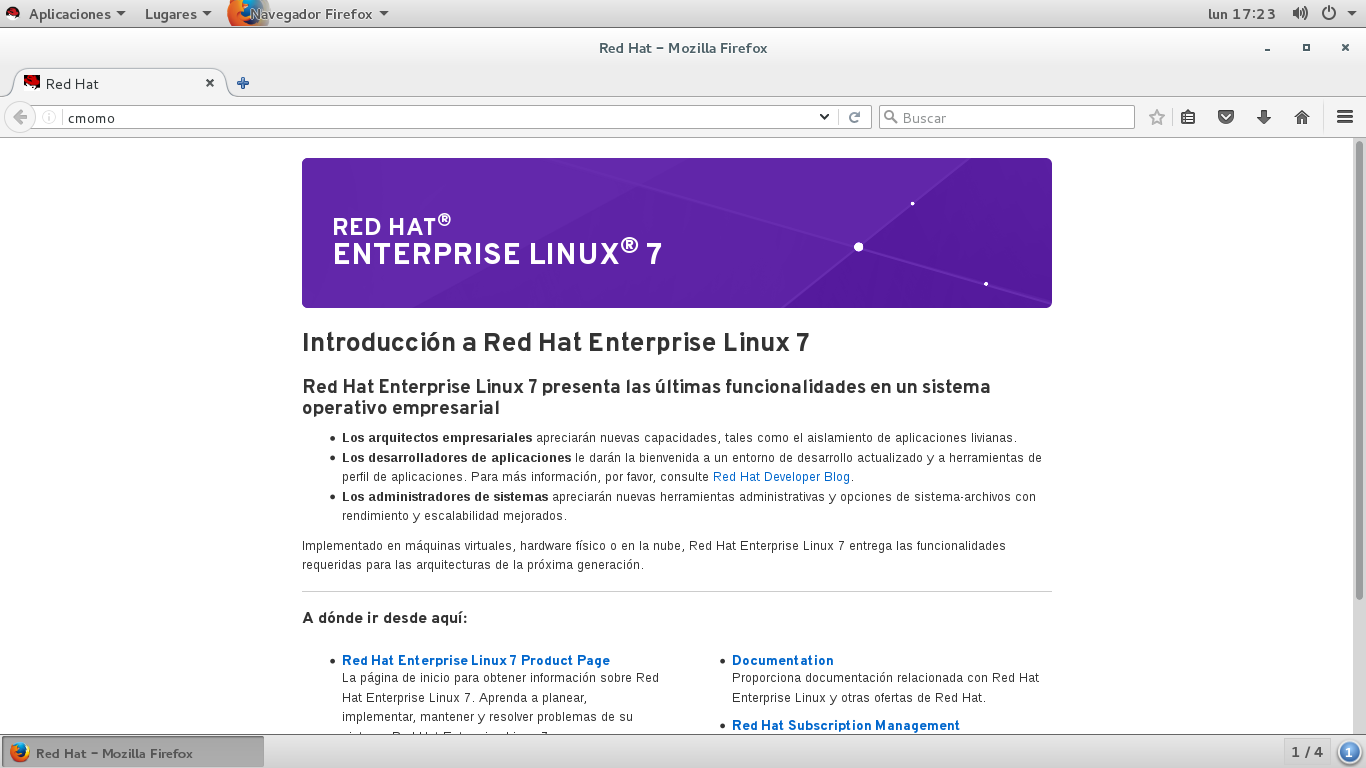 Aplicaciones Lugares Navegador Firefox lun 17:23
Red Hat – Mozilla Firefox
Red Hat
cmomo Buscar
RED HAT®
ENTERPRISE LINUX® 7
Introducción a Red Hat Enterprise Linux 7
Red Hat Enterprise Linux 7 presenta las últimas funcionalidades en un sistema
operativo empresarial
• Los arquitectos empresariales apreciarán nuevas capacidades, tales como el aislamiento de aplicaciones livianas.
• Los desarrolladores de aplicaciones le darán la bienvenida a un entorno de desarrollo actualizado y a herramientas de
perfil de aplicaciones. Para más información, por favor, consulte Red Hat Developer Blog.
• Los administradores de sistemas apreciarán nuevas herramientas administrativas y opciones de sistema-archivos con
rendimiento y escalabilidad mejorados.
Implementado en máquinas virtuales, hardware físico o en la nube, Red Hat Enterprise Linux 7 entrega las funcionalidades
requeridas para las arquitecturas de la próxima generación.
A dónde ir desde aquí:
• Red Hat Enterprise Linux 7 Product Page
La página de inicio para obtener información sobre Red
Hat Enterprise Linux 7. Aprenda a planear,
implementar, mantener y resolver problemas de su
sistema Red Hat Enterprise Linux 7
• Documentation
Proporciona documentación relacionada con Red Hat
Enterprise Linux y otras ofertas de Red Hat.
• Red Hat Subscription Management
Red Hat – Mozilla Firefox 1 / 4 1